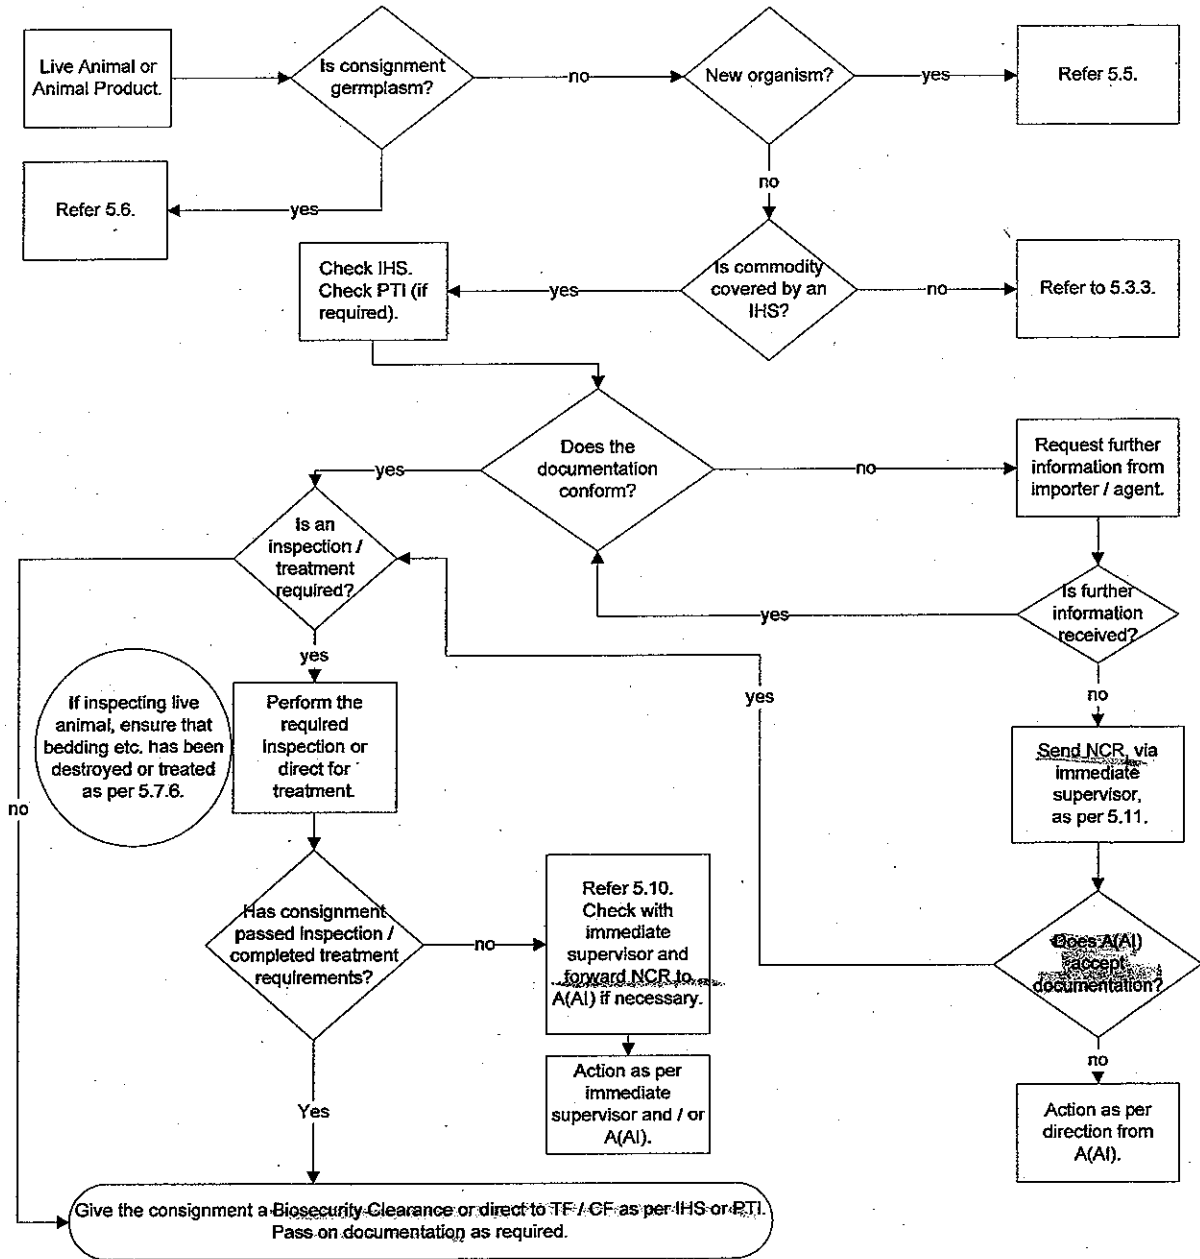 Live Animal or
Animal Product.
Is consignment
germplasm?
no
New organism?
yes
Refer 5.5.
Refer 5.6.
yes
no
Check IHS.
Check PTI (if
required).
yes
Is commodity
covered by an
IHS?
no
Refer to 5.3.3.
Does the
documentation
conform?
yes
no
Request further
information from
importer / agent.
Is an
inspection /
treatment
required?
yes
Is further
information
received?
yes
no
If inspecting live
animal, ensure that
bedding etc. has been
destroyed or treated
as per 5.7.6.
Perform the
required
inspection or
direct for
treatment.
yes
Send NCR, via
immediate
supervisor,
as per 5.11.
no
Has consignment
passed inspection /
completed treatment
requirements?
no
Refer 5.10.
Check with
immediate
supervisor and
forward NCR to
A(AI) if necessary.
Does A(AI)
accept
documentation?
no
Action as per
immediate
supervisor and / or
A(AI).
Action as per
direction from
A(AI).
Yes
Give the consignment a Biosecurity Clearance or direct to TF / CF as per IHS or PTI.
Pass on documentation as required.